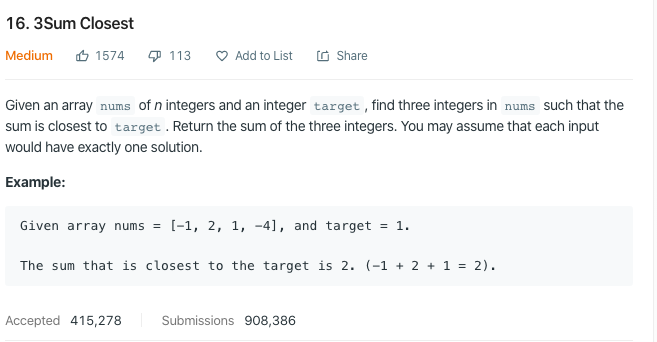 16. 3Sum Closest
Medium 1574 113 Add to List Share
Given an array nums of n integers and an integer target , find three integers in nums such that the
sum is closest to target . Return the sum of the three integers. You may assume that each input
would have exactly one solution.
Example:
Given array nums = [-1, 2, 1, -4], and target = 1.
The sum that is closest to the target is 2. (-1 + 2 + 1 = 2).
Accepted 415,278 Submissions 908,386